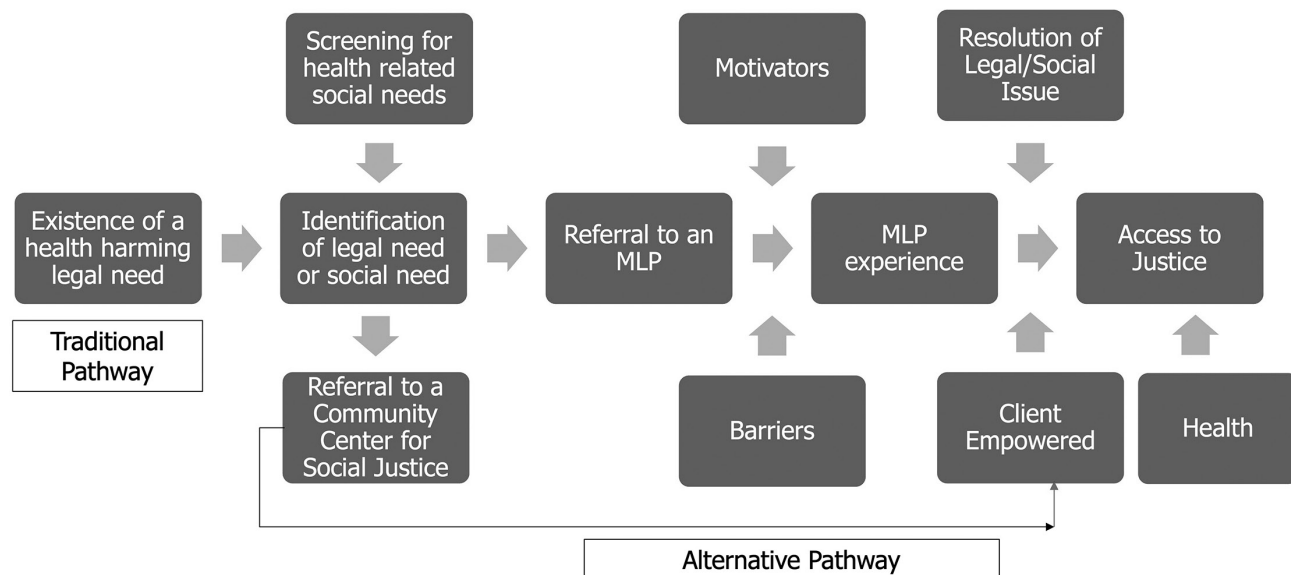 Screening for
health related
social needs
Motivators
Resolution of
Legal/Social
Issue
Existence of a
health harming
legal need
Identification
of legal need
or social need
Referral to an
MLP
MLP
experience
Access to
Justice
Traditional
Pathway
Referral to a
Community
Center for
Social Justice
Barriers
Client
Empowered
Health
Alternative Pathway